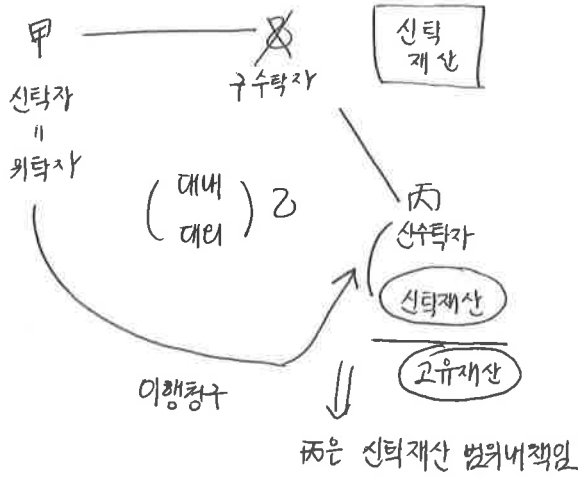 甲
乙
신탁
재산
구수탁자
신탁자
=
위탁자
(대내
대외) 乙
丙
신수탁자
신탁재산
고유재산
이행청구
丙은 신탁재산 범위내책임